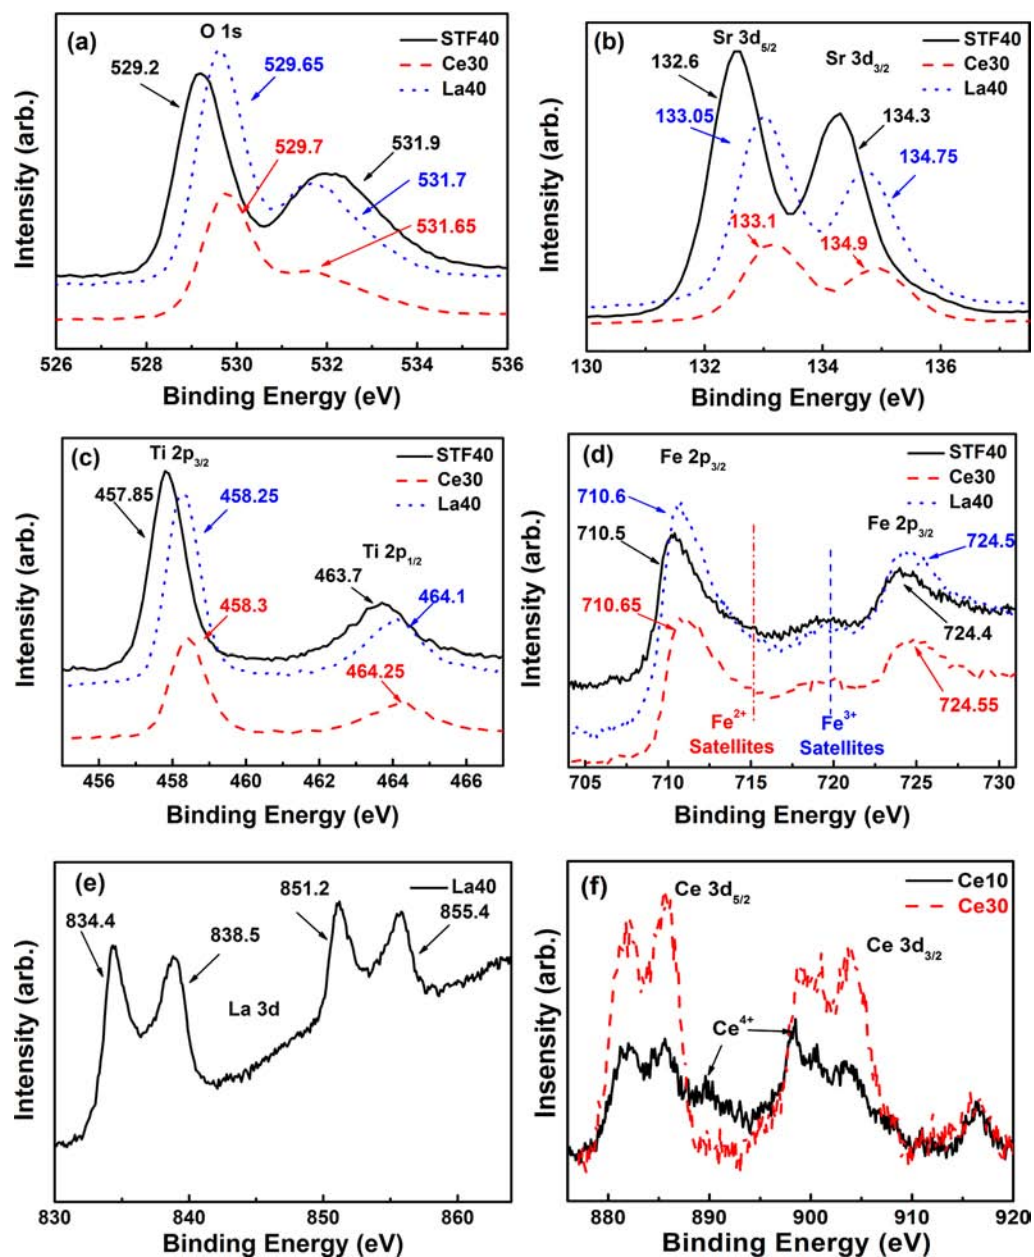 (a)
O 1s
STF40
Ce30
La40
529.2
529.65
529.7
531.9
531.7
531.65
Intensity (arb.)
526 528 530 532 534 536
Binding Energy (eV)
(b)
Sr 3d5/2
Sr 3d3/2
STF40
Ce30
La40
132.6
133.05
134.3
134.75
133.1
134.9
Intensity (arb.)
130 132 134 136
Binding Energy (eV)
(c)
Ti 2p3/2
STF40
Ce30
La40
457.85
458.25
Ti 2p1/2
463.7
464.1
458.3
464.25
Intensity (arb.)
456 458 460 462 464 466
Binding Energy (eV)
(d)
Fe 2p3/2
STF40
Ce30
La40
710.6
Fe 2p3/2
710.5
724.5
710.65
724.4
724.55
Fe2+
Satellites
Fe3+
Satellites
Intensity (arb.)
705 710 715 720 725 730
Binding Energy (eV)
(e)
La40
834.4
838.5
851.2
855.4
La 3d
Intensity (arb.)
830 840 850 860
Binding Energy (eV)
(f)
Ce 3d5/2
Ce10
Ce30
Ce 3d3/2
Ce4+
Insensity (arb.)
880 890 900 910 920
Binding Energy (eV)